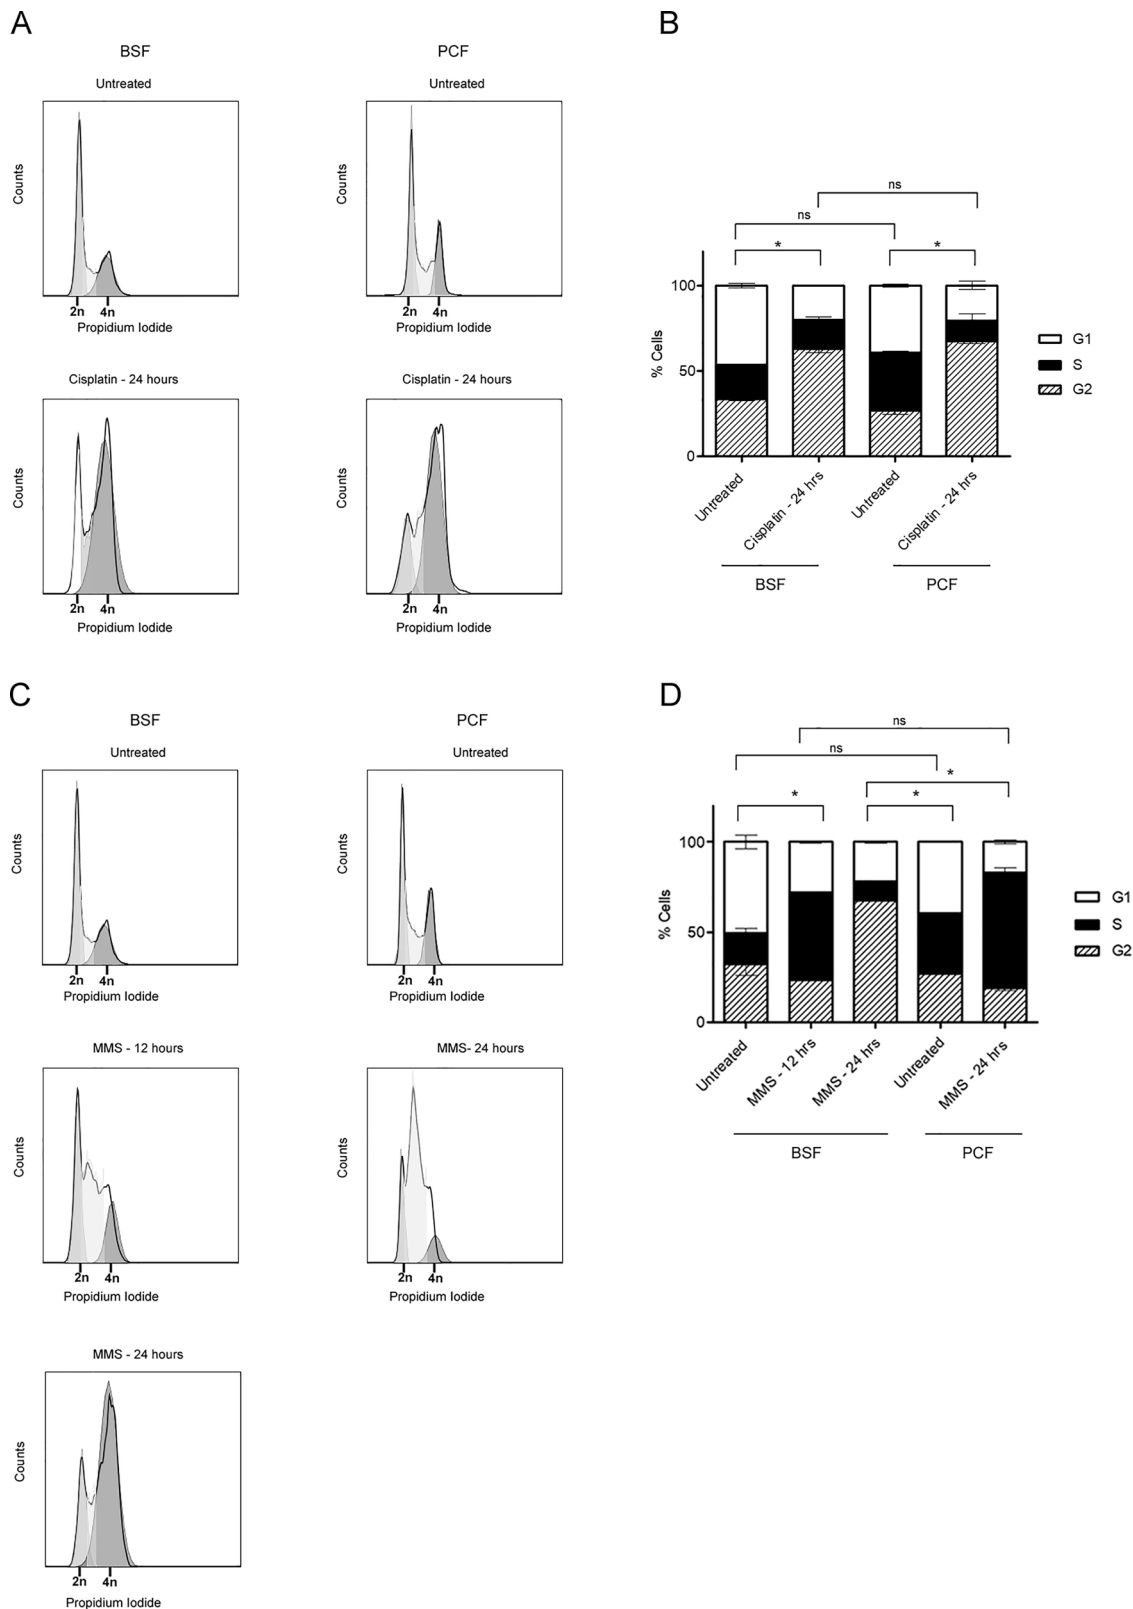 A
BSF
PCF
Untreated
Untreated
Counts
Counts
2n 4n
2n 4n
Propidium Iodide
Propidium Iodide
Cisplatin - 24 hours
Cisplatin - 24 hours
Counts
Counts
2n 4n
2n 4n
Propidium Iodide
Propidium Iodide
B
ns
ns
*
*
100
50
0
% Cells
G1
S
G2
Untreated
Cisplatin - 24 hrs
Untreated
Cisplatin - 24 hrs
BSF
PCF
C
BSF
PCF
Untreated
Untreated
Counts
Counts
2n 4n
2n 4n
Propidium Iodide
Propidium Iodide
MMS - 12 hours
MMS- 24 hours
Counts
Counts
2n 4n
2n 4n
Propidium Iodide
Propidium Iodide
MMS - 24 hours
Counts
2n 4n
Propidium Iodide
D
ns
ns
*
*
*
100
50
0
% Cells
G1
S
G2
Untreated
MMS - 12 hrs
MMS - 24 hrs
Untreated
MMS - 24 hrs
BSF
PCF